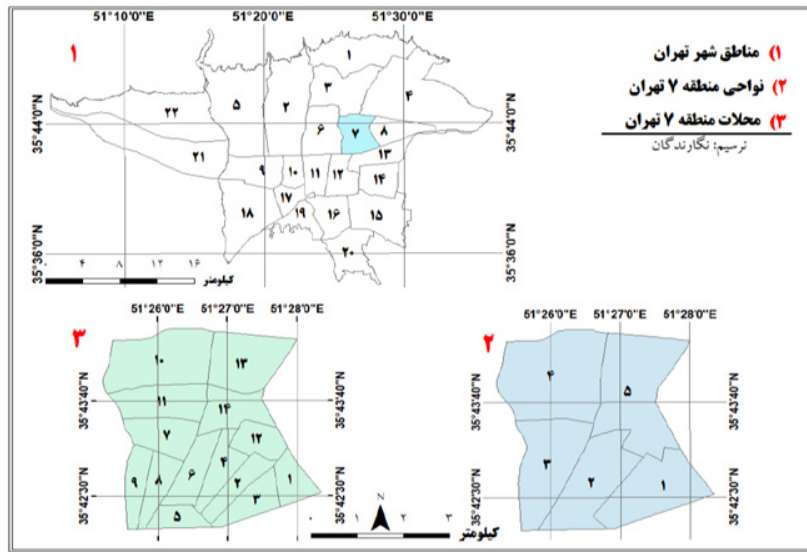 51°10'0"E 51°20'0"E 51°30'0"E
۱
۱) مناطق شهر تهران
۲) نواحی منطقه ۷ تهران
۳) محلات منطقه ۷ تهران
ترسیم: نگارندگان
35°44'0"N
35°44'0"N
35°36'0"N
35°36'0"N
۱
۳
۴
۲۲
۵
۲
۶
۷
۸
۲۱
۹
۱۰
۱۱
۱۲
۱۳
۱۴
۱۷
۱۸
۱۹
۱۶
۱۵
۲۰
۰ ۴ ۸ ۱۲ ۱۶
کیلومتر
۳
51°26'0"E 51°27'0"E 51°28'0"E
35°43'40"N
35°43'40"N
35°42'30"N
35°42'30"N
۱۰
۱۳
۱۱
۱۴
۷
۱۲
۴
۹
۸
۶
۲
۱
۳
۵
۲
51°26'0"E 51°27'0"E 51°28'0"E
35°43'40"N
35°43'40"N
35°42'30"N
35°42'30"N
۴
۵
۳
۲
۱
N
۰ ۱ ۲ ۳
کیلومتر